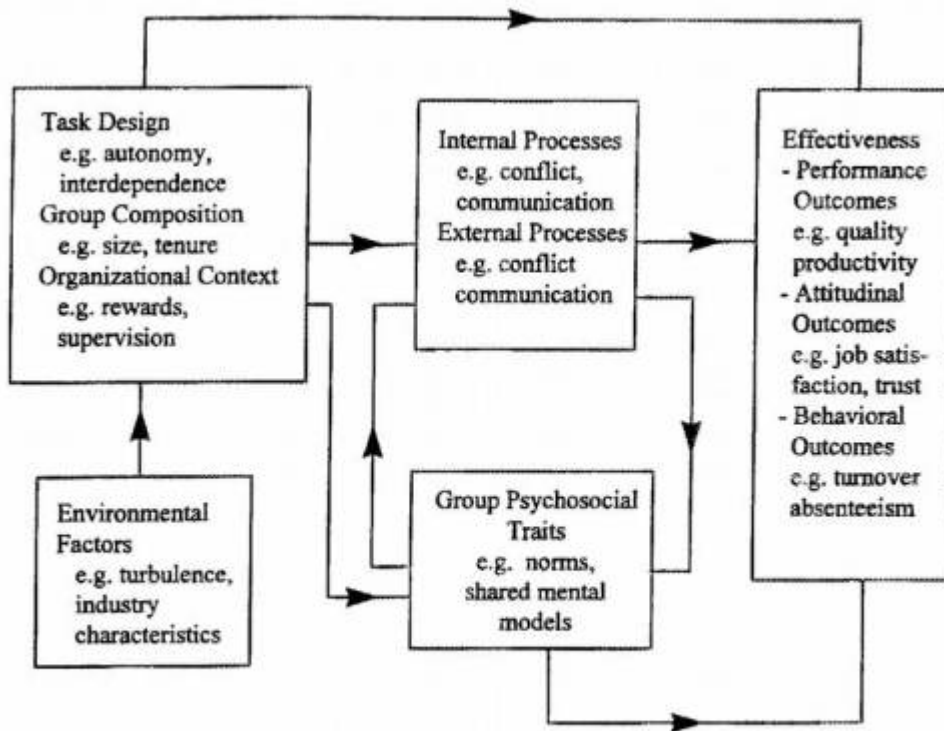 Task Design
e.g. autonomy,
interdependence
Group Composition
e.g. size, tenure
Organizational Context
e.g. rewards,
supervision
Environmental
Factors
e.g. turbulence,
industry
characteristics
Internal Processes
e.g. conflict,
communication
External Processes
e.g. conflict
communication
Group Psychosocial
Traits
e.g. norms,
shared mental
models
Effectiveness
- Performance
Outcomes
e.g. quality
productivity
- Attitudinal
Outcomes
e.g. job satis-
faction, trust
- Behavioral
Outcomes
e.g. turnover
absenteeism